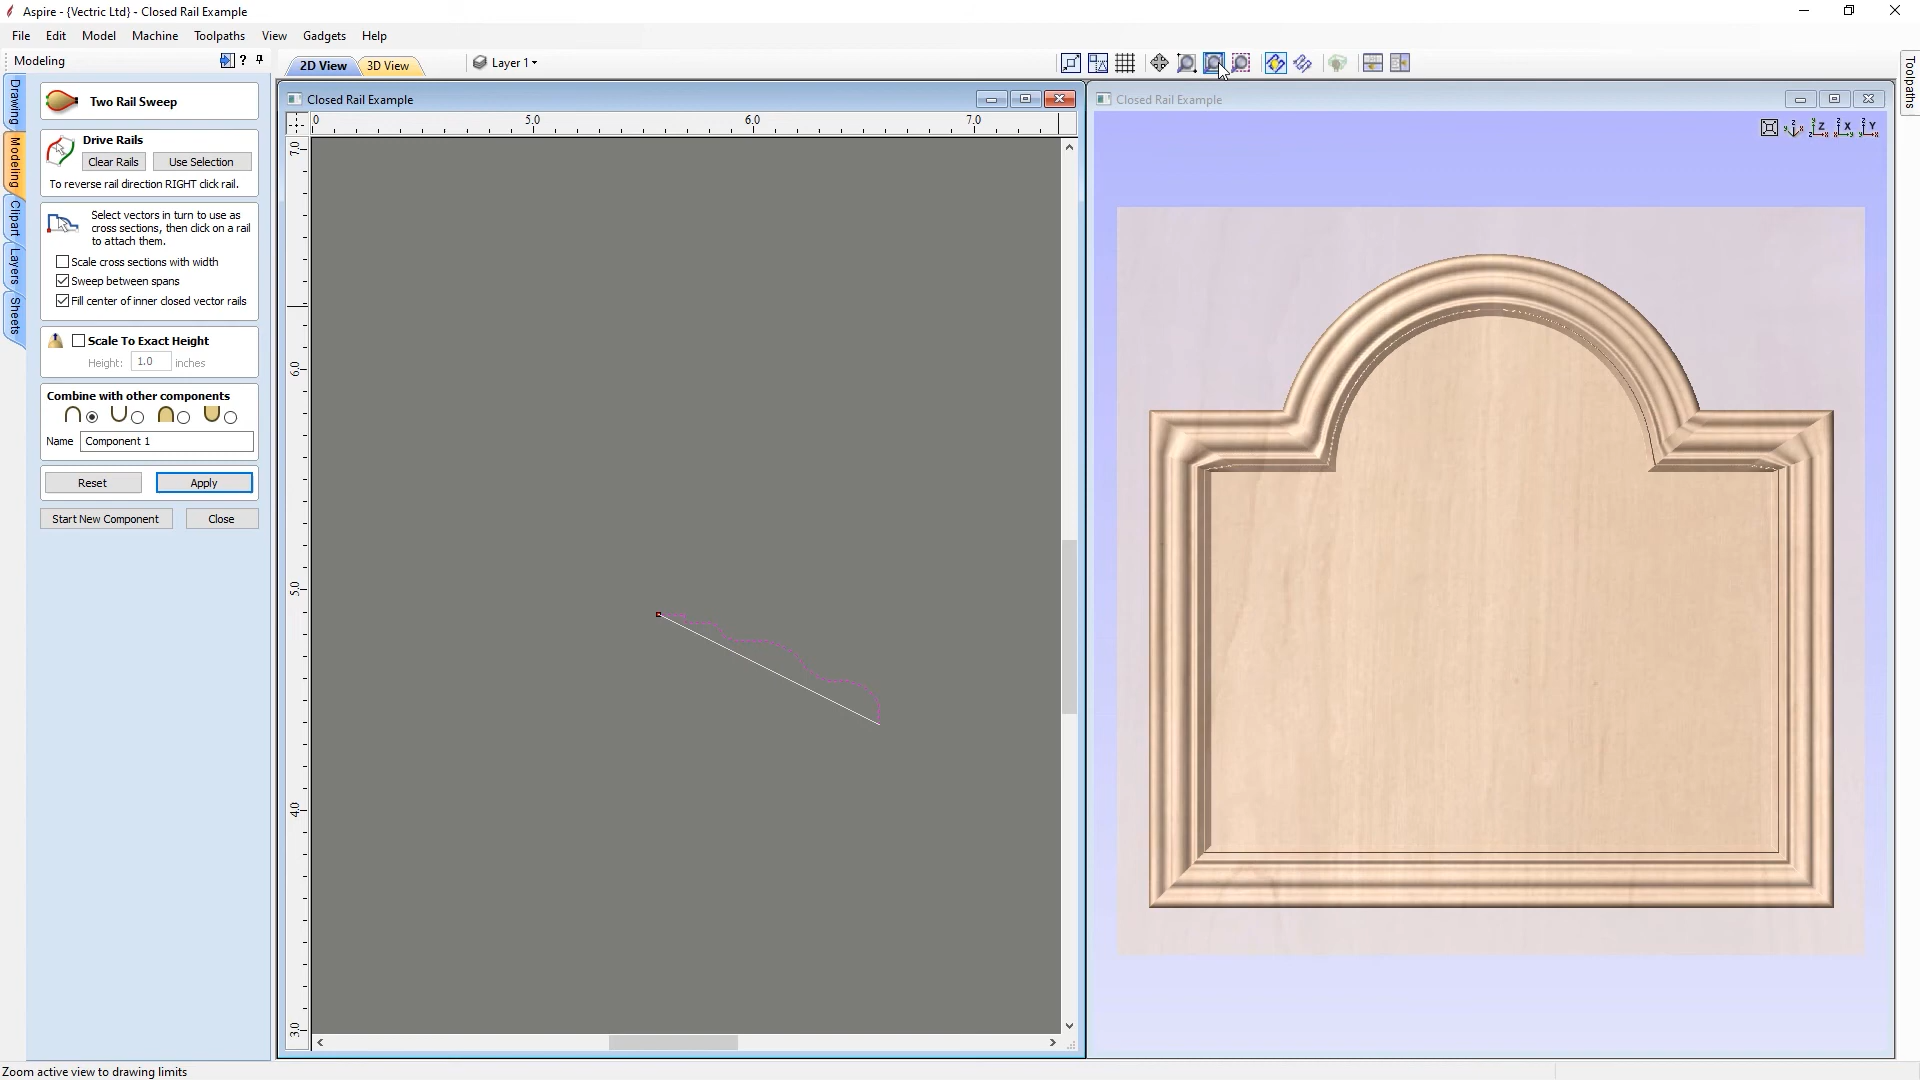 Aspire - {Vectric Ltd} - Closed Rail Example
File Edit Model Machine Toolpaths View Gadgets Help
Modeling ?
2D View 3D View Layer 1
Drawing
Modeling
Clipart
Layers
Sheets
Two Rail Sweep
Drive Rails
Clear Rails Use Selection
To reverse rail direction RIGHT click rail.
Select vectors in turn to use as
cross sections, then click on a rail
to attach them.
Scale cross sections with width
Sweep between spans
Fill center of inner closed vector rails
Scale To Exact Height
Height: 1.0 inches
Combine with other components
Name Component 1
Reset Apply
Start New Component Close
Closed Rail Example
0 5.0 6.0 7.0
7.0
6.0
5.0
4.0
3.0
Closed Rail Example
Toolpaths
Zoom active view to drawing limits